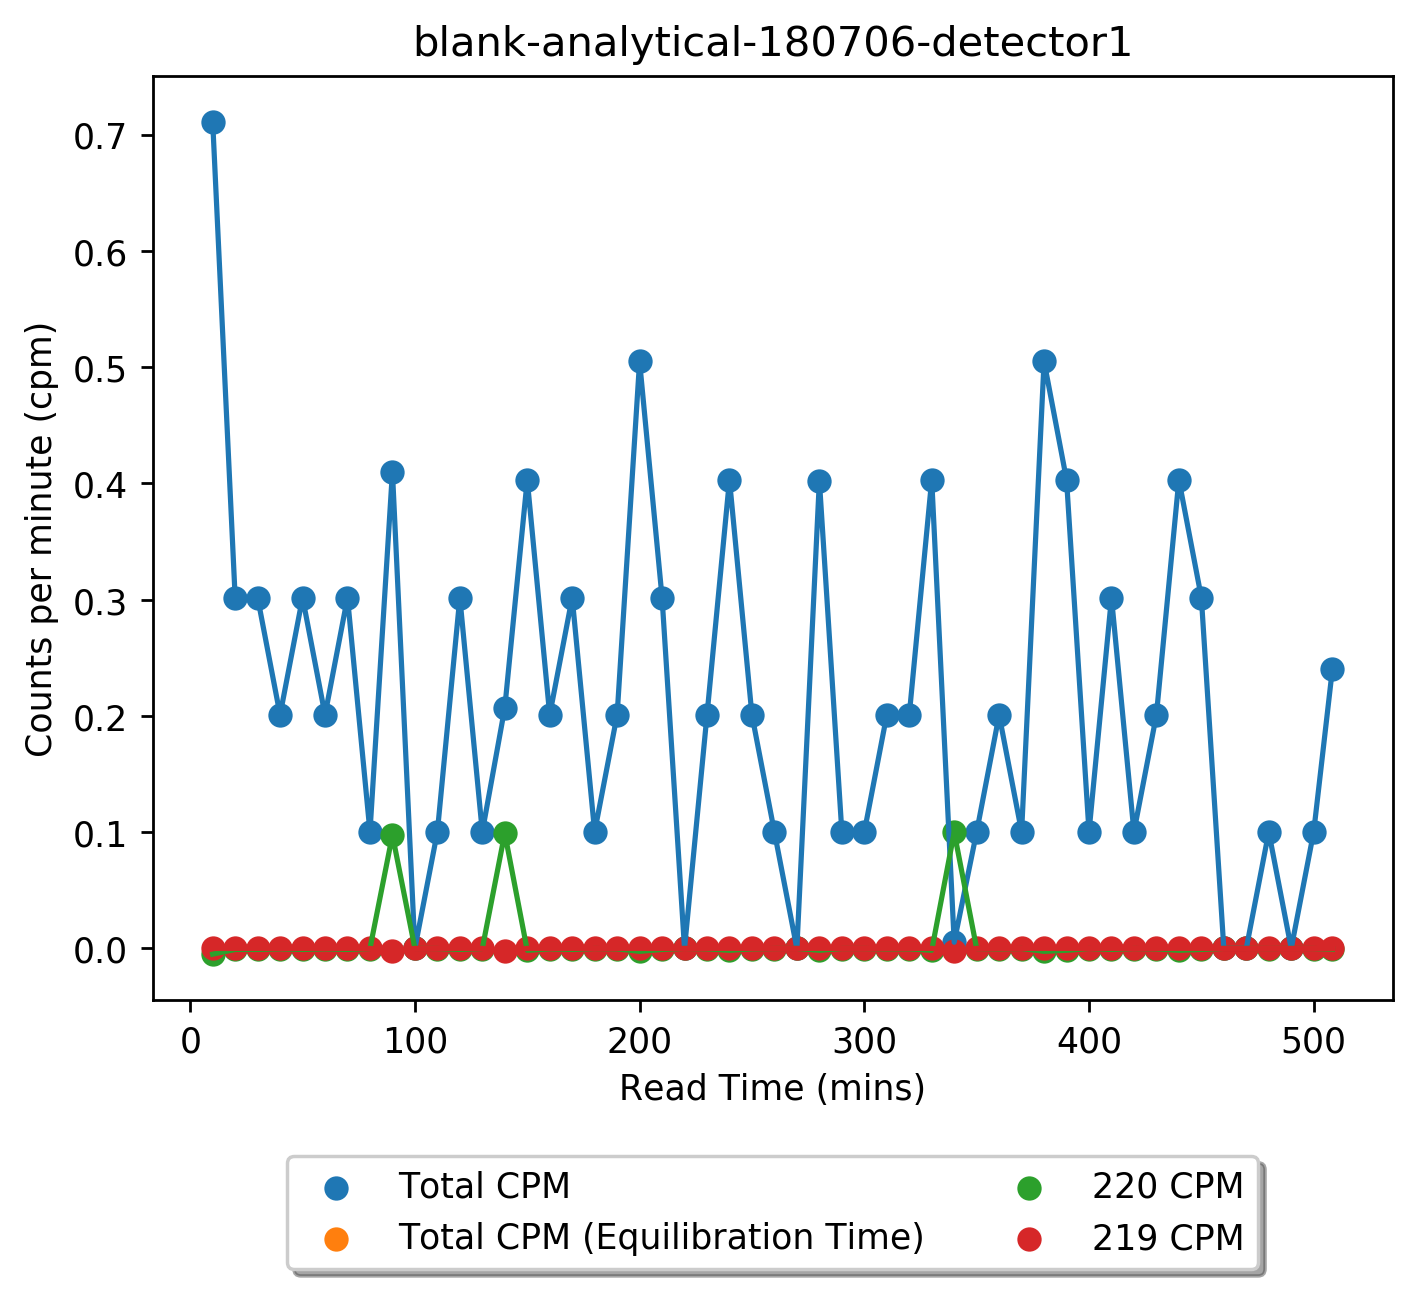 blank-analytical-180706-detector1
0.7
0.6
0.5
0.4
0.3
0.2
0.1
0.0
Counts per minute (cpm)
0 100 200 300 400 500
Read Time (mins)
Total CPM 220 CPM
Total CPM (Equilibration Time) 219 CPM